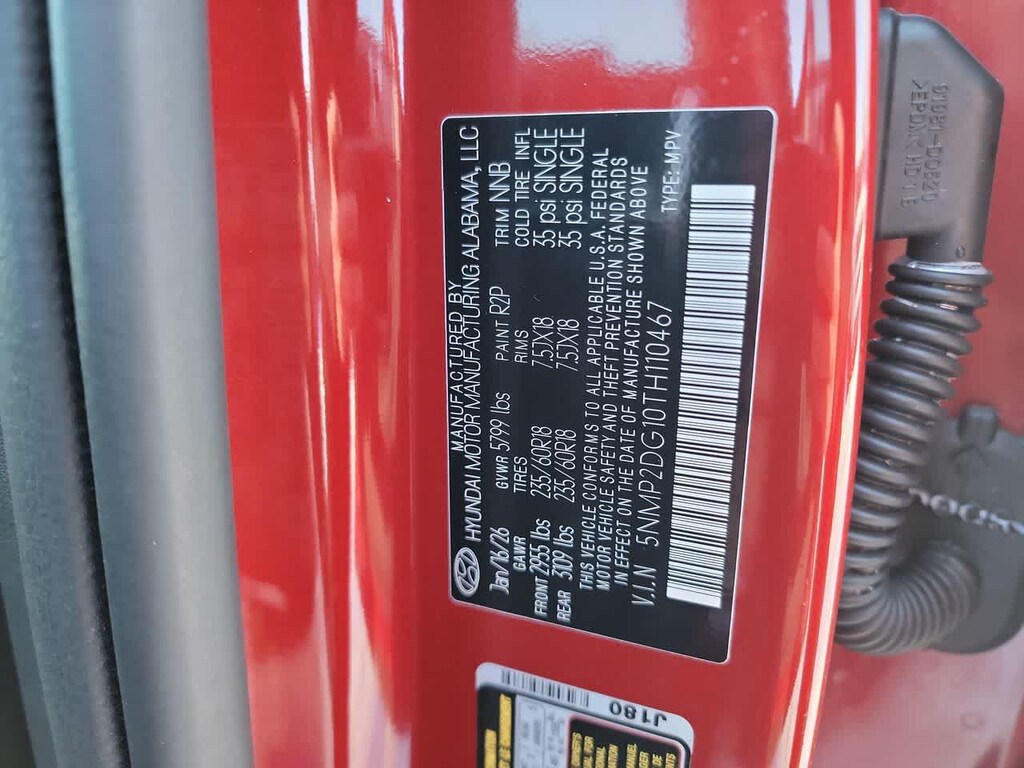 MANUFACTURED BY
HYUNDAI MOTOR MANUFACTURING ALABAMA, LLC
Jan/16/26 GVWR 5799 lbs PAINT R2P TRIM NNB
GAWR TIRES RIMS COLD TIRE INFL
FRONT 2955 lbs 235/60R18 7.5JX18 35 psi SINGLE
REAR 3109 lbs 235/60R18 7.5JX18 35 psi SINGLE
THIS VEHICLE CONFORMS TO ALL APPLICABLE U.S.A. FEDERAL
MOTOR VEHICLE SAFETY AND THEFT PREVENTION STANDARDS
IN EFFECT ON THE DATE OF MANUFACTURE SHOWN ABOVE
V.I.N 5NMP2DG10TH110467 TYPE: MPV
J180